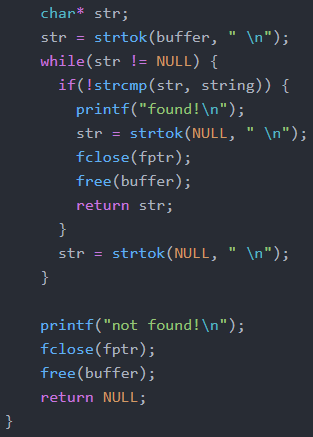 char* str;
str = strtok(buffer, " \n");
while(str != NULL) {
if(!strcmp(str, string)) {
printf("found!\n");
str = strtok(NULL, " \n");
fclose(fptr);
free(buffer);
return str;
}
str = strtok(NULL, " \n");
}
printf("not found!\n");
fclose(fptr);
free(buffer);
return NULL;
}